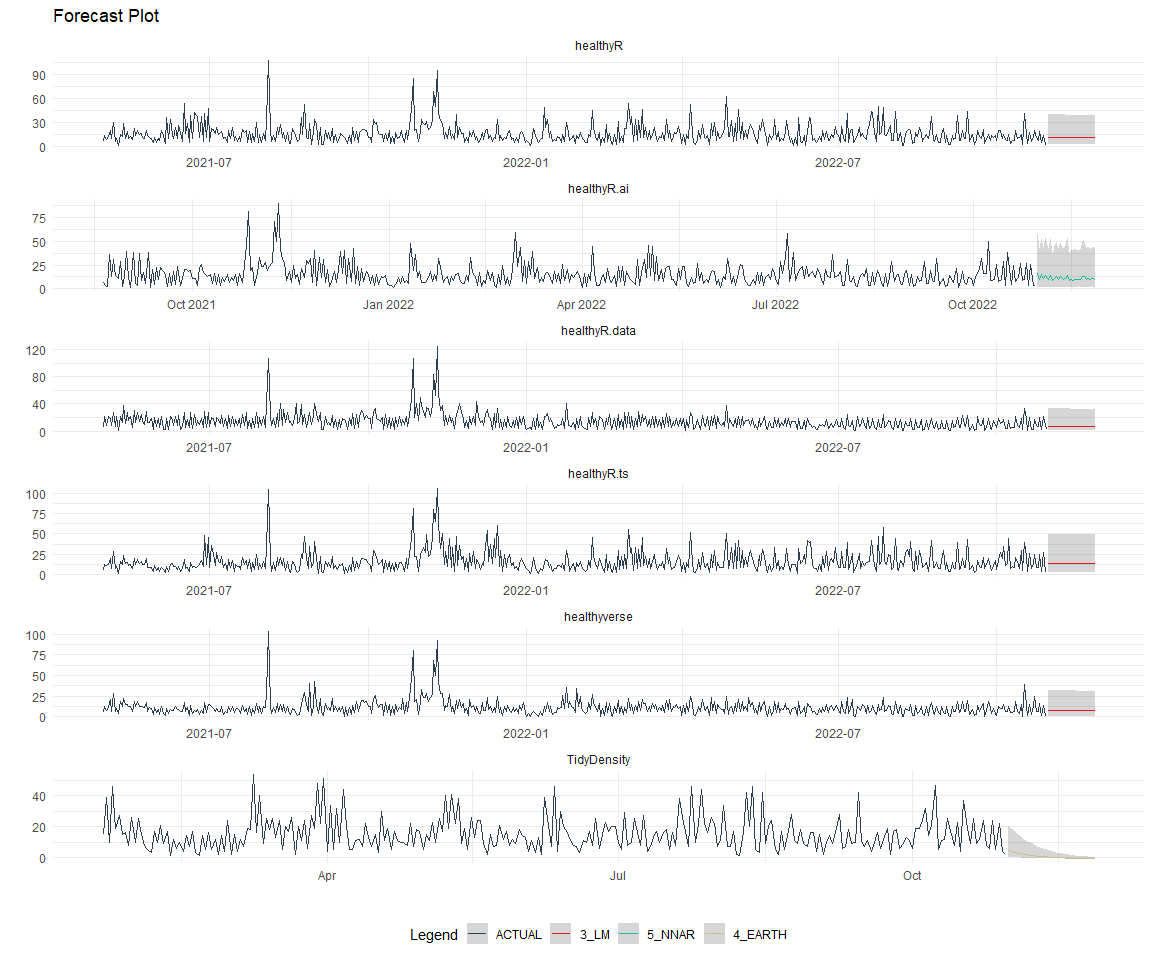 Forecast Plot
healthyR
90
60
30
0
2021-07 2022-01 2022-07
healthyR.ai
75
50
25
0
Oct 2021 Jan 2022 Apr 2022 Jul 2022 Oct 2022
healthyR.data
120
80
40
0
2021-07 2022-01 2022-07
healthyR.ts
100
75
50
25
0
2021-07 2022-01 2022-07
healthyverse
100
75
50
25
0
2021-07 2022-01 2022-07
TidyDensity
40
20
0
Apr Jul Oct
Legend ACTUAL 3_LM 5_NNAR 4_EARTH